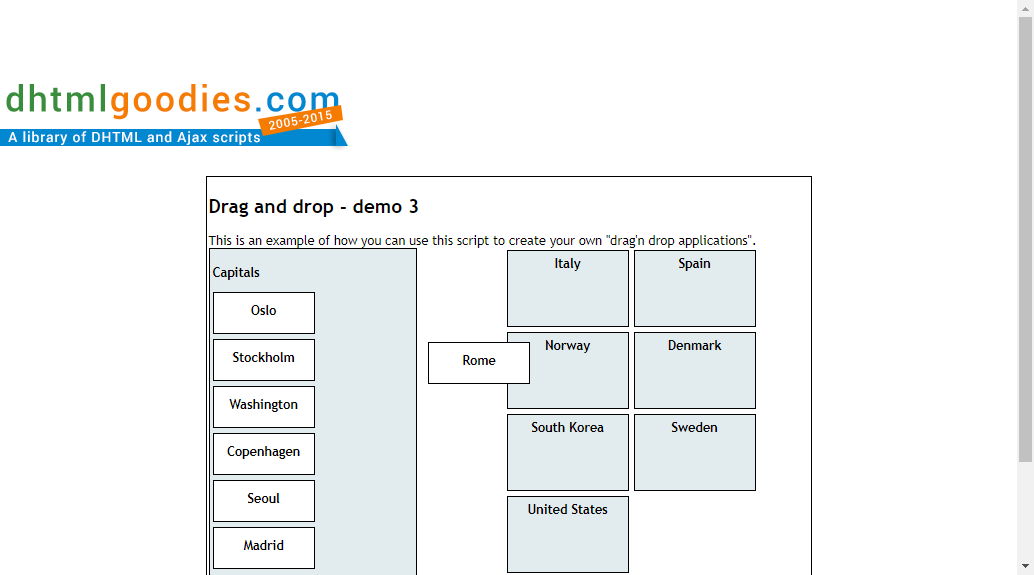 dhtmlgoodies.com
2005-2015
A library of DHTML and Ajax scripts
Drag and drop - demo 3
This is an example of how you can use this script to create your own "drag'n drop applications".
Capitals
Oslo
Stockholm
Washington
Copenhagen
Seoul
Madrid
Rome
Italy
Spain
Norway
Denmark
South Korea
Sweden
United States